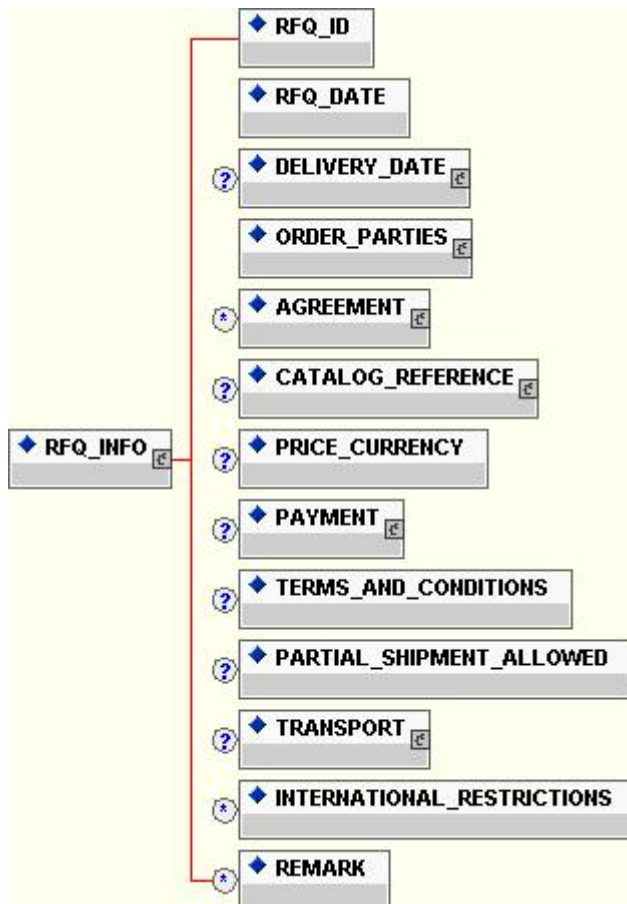 RFQ_ID
RFQ_DATE
? DELIVERY_DATE
ORDER_PARTIES
* AGREEMENT
? CATALOG_REFERENCE
RFQ_INFO
? PRICE_CURRENCY
? PAYMENT
? TERMS_AND_CONDITIONS
? PARTIAL_SHIPMENT_ALLOWED
? TRANSPORT
* INTERNATIONAL_RESTRICTIONS
* REMARK